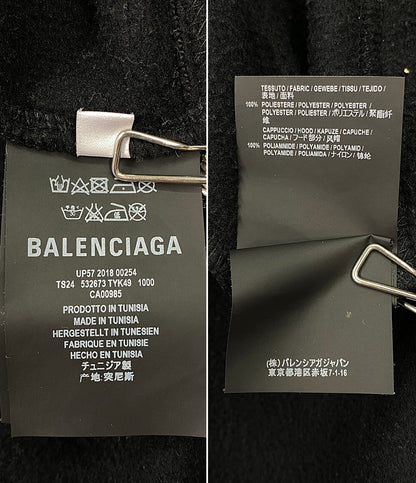 BALENCIAGA
UP57 2018 00254
TS24 532673 TYK49 1000
CA00985
PRODOTTO IN TUNISIA
MADE IN TUNISIA
HERGESTELLT IN TUNESIEN
FABRIQUE EN TUNISIE
HECHO EN TUNISIA
チュニジア製
产地:突尼斯
TESSUTO / FABRIC / GEWEBE / TISSU / TEJIDO /
表地 / 面料
100% POLIESTERE / POLYESTER / POLYESTER /
POLYESTER / POLIESTER / ポリエステル / 聚酯纤
维
CAPPUCCIO / HOOD / KAPUZE / CAPUCHE /
CAPUCHA / フード部分 / 风帽
100% POLIAMMIDE / POLYAMIDE / POLYAMID /
POLYAMIDE / POLIAMIDA / ナイロン / 锦纶
(株) バレンシアガジャパン
東京都港区赤坂7-1-16